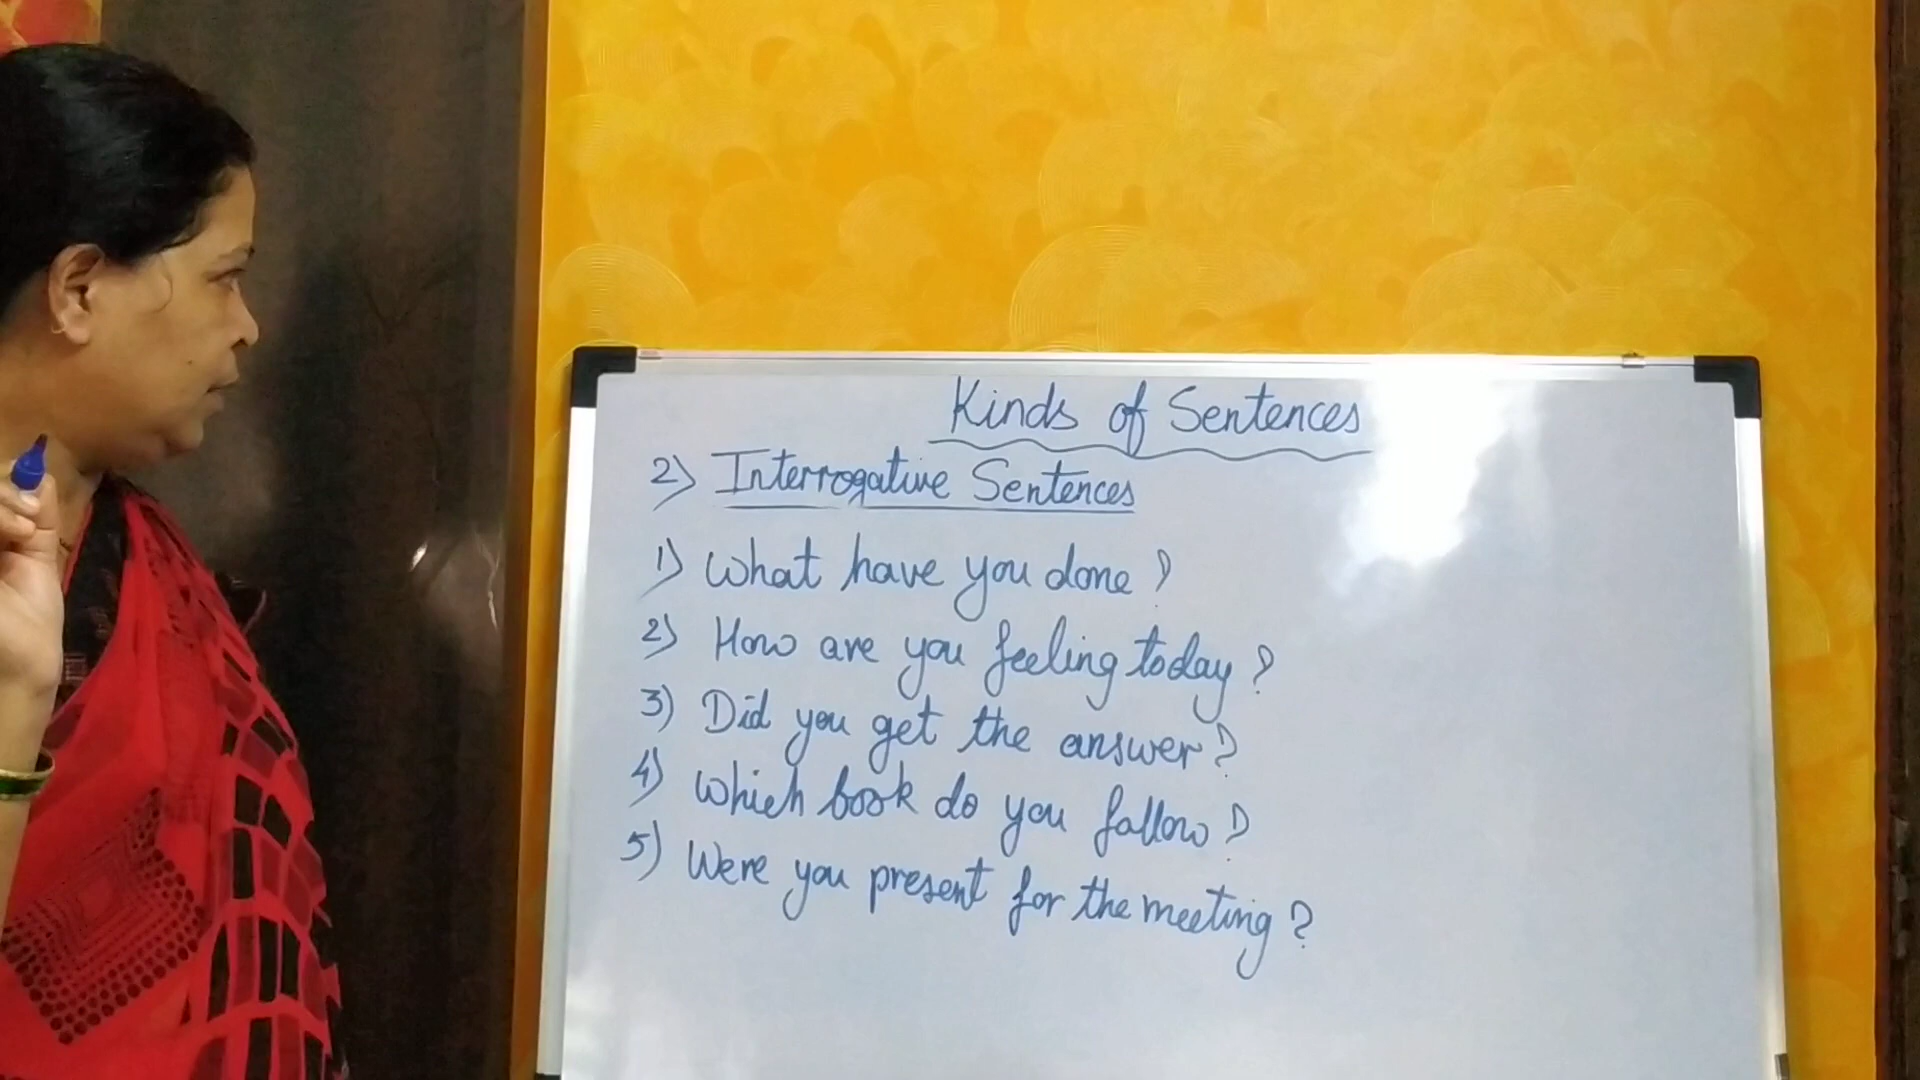 Kinds of Sentences
2) Interrogative Sentences
1) What have you done ?
2) How are you feeling today ?
3) Did you get the answer ?
4) Which book do you follow ?
5) Were you present for the meeting ?